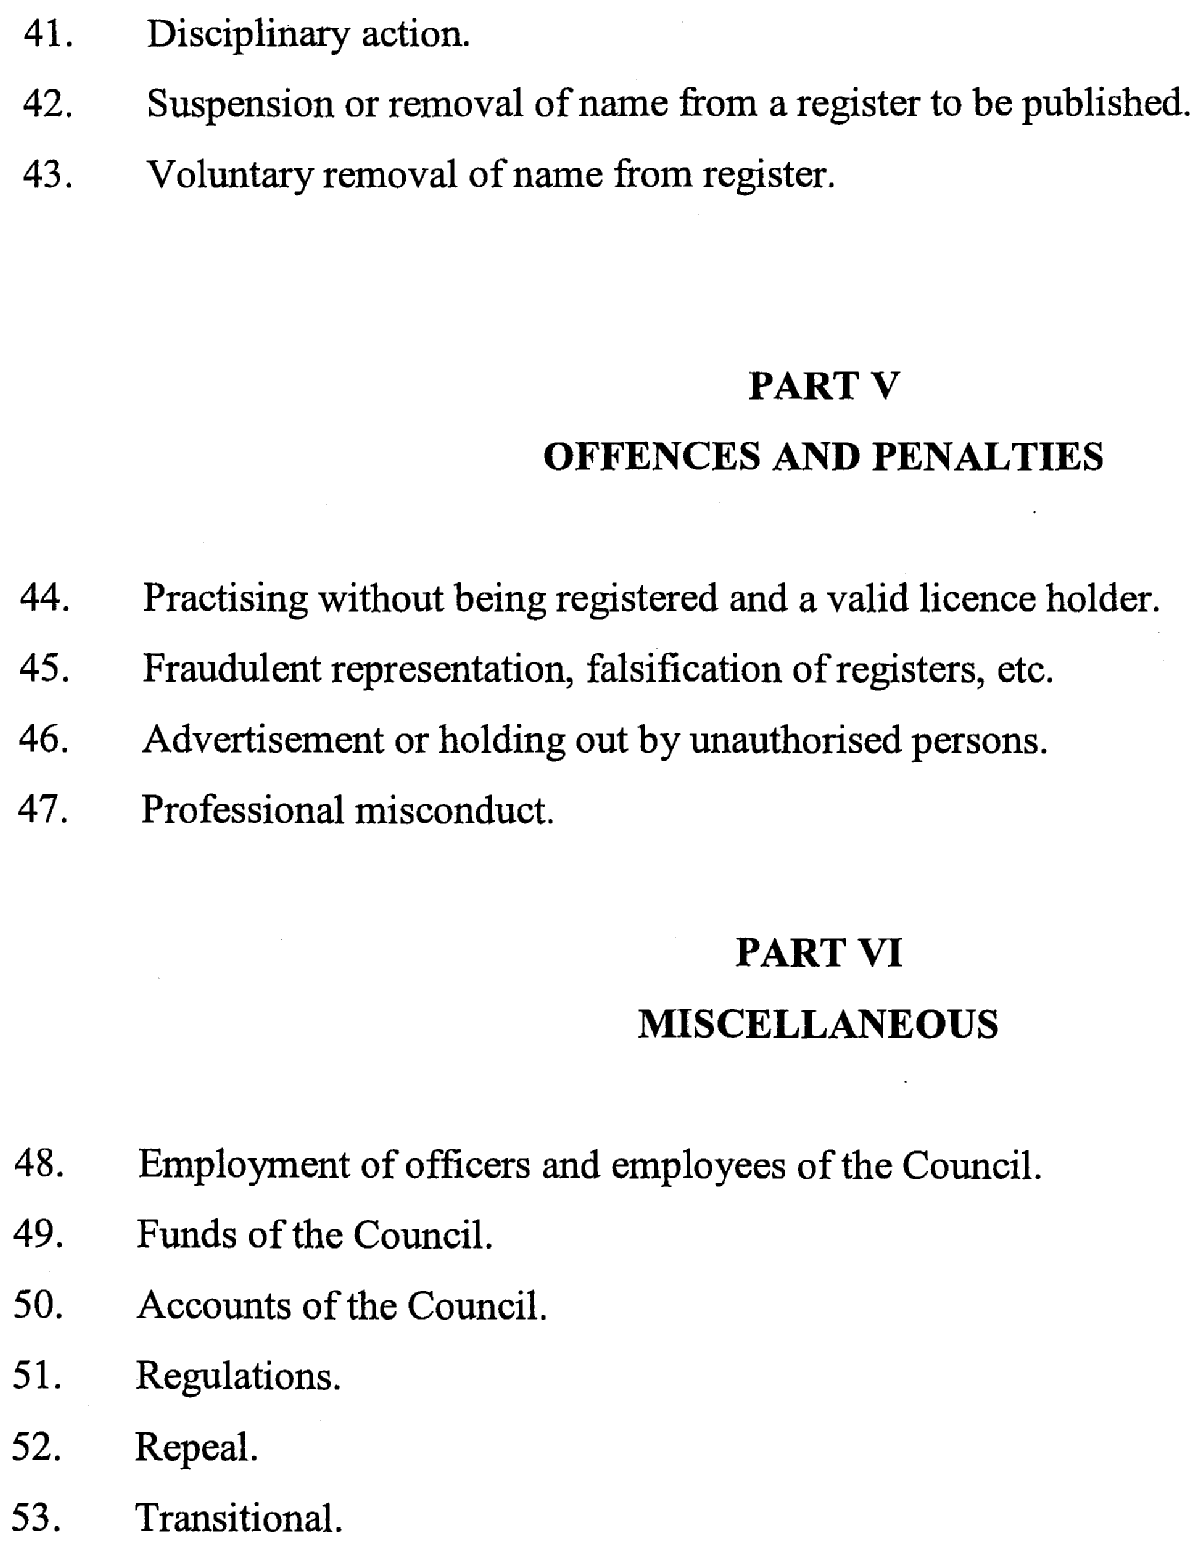 41. Disciplinary action.
42. Suspension or removal of name from a register to be published.
43. Voluntary removal of name from register.
PART V
OFFENCES AND PENALTIES
44. Practising without being registered and a valid licence holder.
45. Fraudulent representation, falsification of registers, etc.
46. Advertisement or holding out by unauthorised persons.
47. Professional misconduct.
PART VI
MISCELLANEOUS
48. Employment of officers and employees of the Council.
49. Funds of the Council.
50. Accounts of the Council.
51. Regulations.
52. Repeal.
53. Transitional.